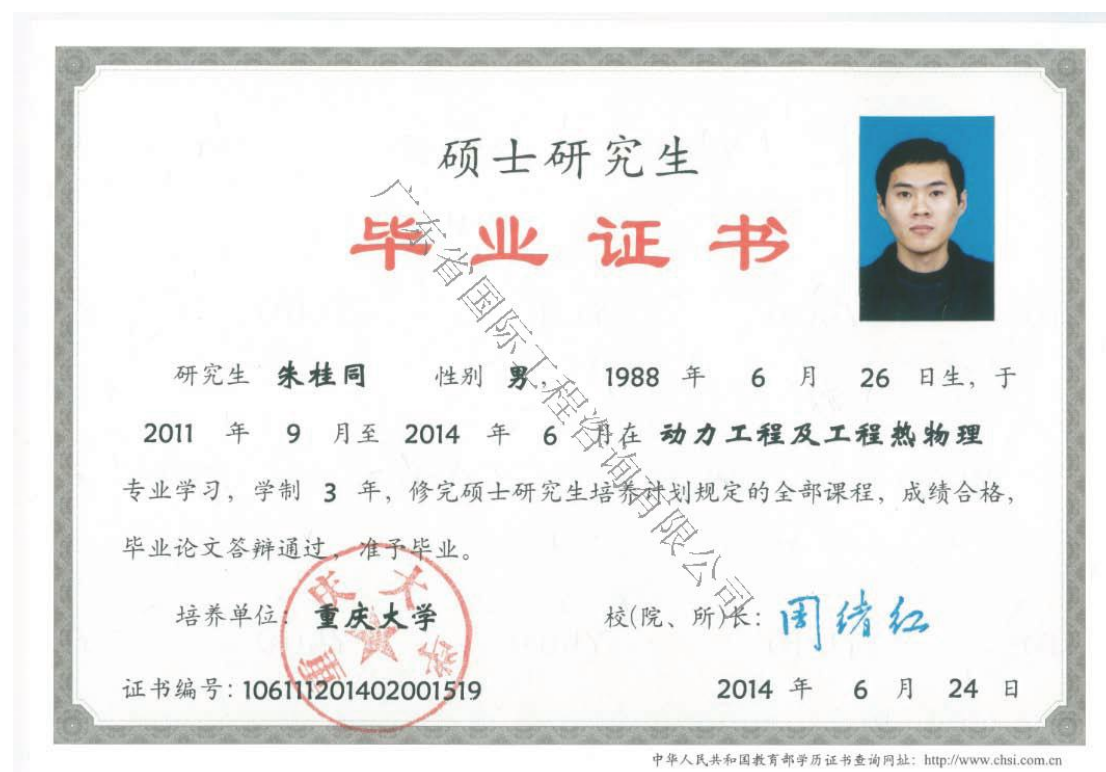 硕士研究生
毕业证书
研究生 朱桂同 性别 男 1988 年 6 月 26 日生，于
2011 年 9 月至 2014 年 6 月在 动力工程及工程热物理
专业学习，学制 3 年，修完硕士研究生培养计划规定的全部课程，成绩合格，
毕业论文答辩通过，准予毕业。
培养单位：重庆大学
校(院、所)长：周绪红
证书编号：106111201402001519
2014 年 6 月 24 日
重庆大学
广东省国际工程咨询有限公司
中华人民共和国教育部学历证书查询网址：http://www.chsi.com.cn